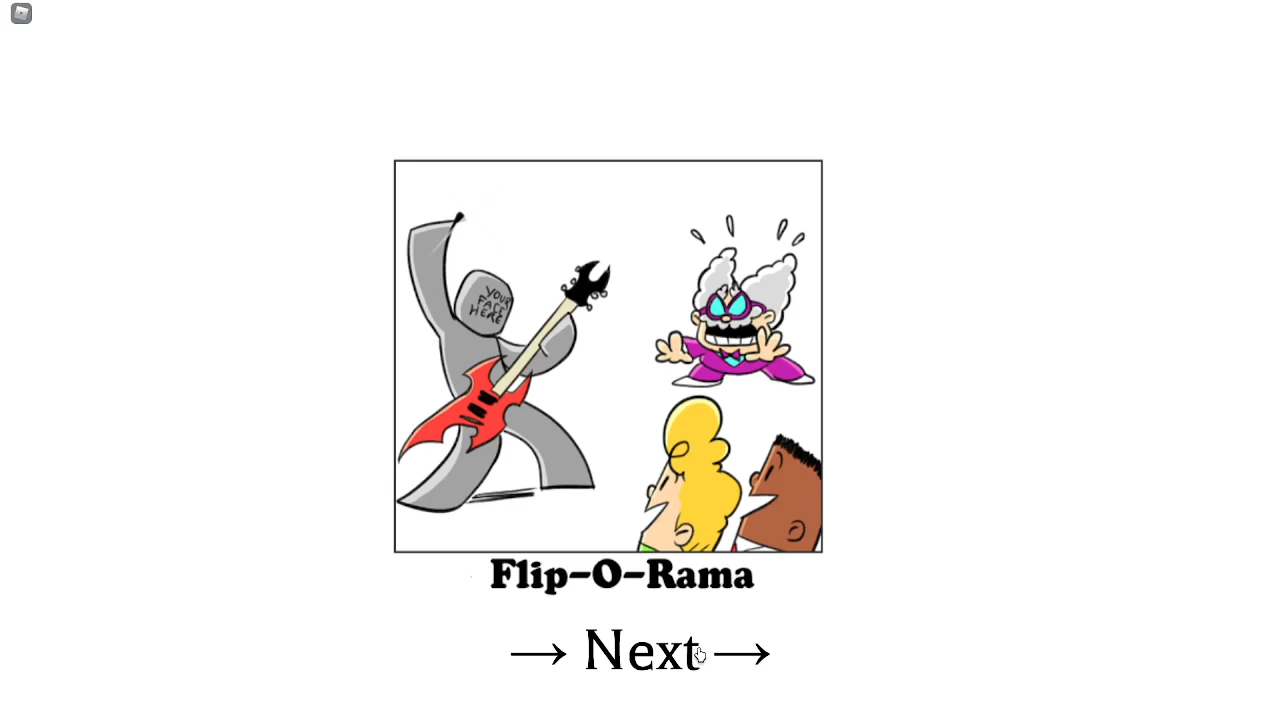 YOUR
FACE
HERE
Flip-O-Rama
→ Next →